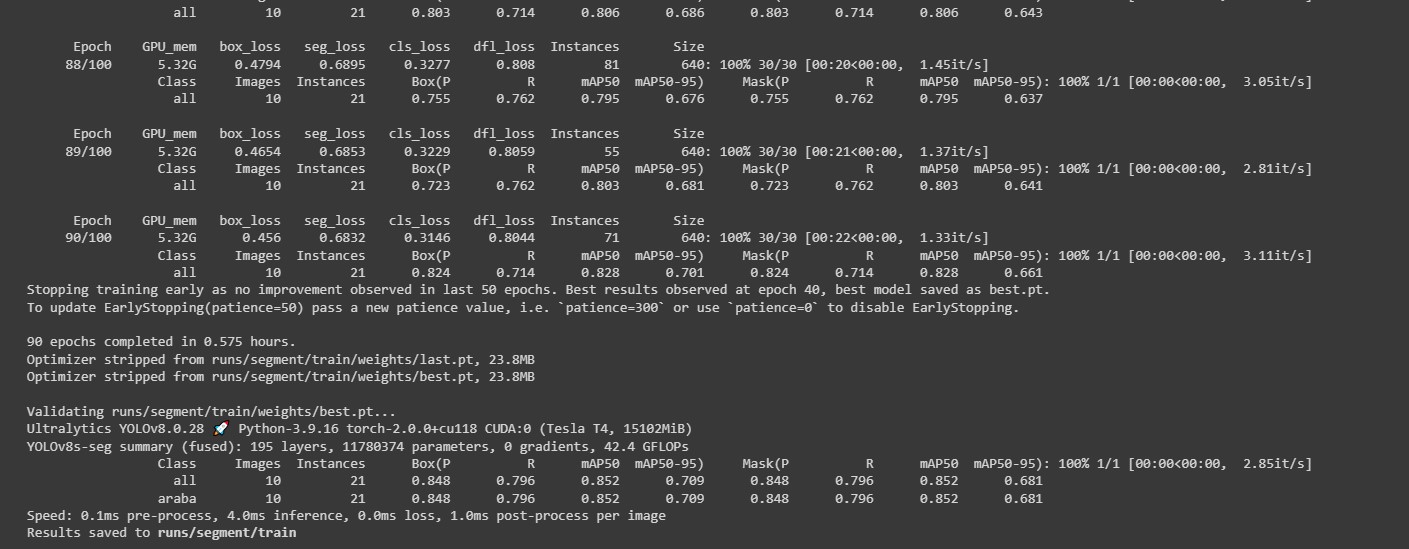 all 10 21 0.803 0.714 0.806 0.686 0.803 0.714 0.806 0.643
Epoch GPU_mem box_loss seg_loss cls_loss dfl_loss Instances Size
88/100 5.32G 0.4794 0.6895 0.3277 0.808 81 640: 100% 30/30 [00:20<00:00, 1.45it/s]
Class Images Instances Box(P R mAP50 mAP50-95) Mask(P R mAP50 mAP50-95): 100% 1/1 [00:00<00:00, 3.05it/s]
all 10 21 0.755 0.762 0.795 0.676 0.755 0.762 0.795 0.637
Epoch GPU_mem box_loss seg_loss cls_loss dfl_loss Instances Size
89/100 5.32G 0.4654 0.6853 0.3229 0.8059 55 640: 100% 30/30 [00:21<00:00, 1.37it/s]
Class Images Instances Box(P R mAP50 mAP50-95) Mask(P R mAP50 mAP50-95): 100% 1/1 [00:00<00:00, 2.81it/s]
all 10 21 0.723 0.762 0.803 0.681 0.723 0.762 0.803 0.641
Epoch GPU_mem box_loss seg_loss cls_loss dfl_loss Instances Size
90/100 5.32G 0.456 0.6832 0.3146 0.8044 71 640: 100% 30/30 [00:22<00:00, 1.33it/s]
Class Images Instances Box(P R mAP50 mAP50-95) Mask(P R mAP50 mAP50-95): 100% 1/1 [00:00<00:00, 3.11it/s]
all 10 21 0.824 0.714 0.828 0.701 0.824 0.714 0.828 0.661
Stopping training early as no improvement observed in last 50 epochs. Best results observed at epoch 40, best model saved as best.pt.
To update EarlyStopping(patience=50) pass a new patience value, i.e. `patience=300` or use `patience=0` to disable EarlyStopping.
90 epochs completed in 0.575 hours.
Optimizer stripped from runs/segment/train/weights/last.pt, 23.8MB
Optimizer stripped from runs/segment/train/weights/best.pt, 23.8MB
Validating runs/segment/train/weights/best.pt...
Ultralytics YOLOv8.0.28 🚀 Python-3.9.16 torch-2.0.0+cu118 CUDA:0 (Tesla T4, 15102MiB)
YOLOv8s-seg summary (fused): 195 layers, 11780374 parameters, 0 gradients, 42.4 GFLOPs
Class Images Instances Box(P R mAP50 mAP50-95) Mask(P R mAP50 mAP50-95): 100% 1/1 [00:00<00:00, 2.85it/s]
all 10 21 0.848 0.796 0.852 0.709 0.848 0.796 0.852 0.681
araba 10 21 0.848 0.796 0.852 0.709 0.848 0.796 0.852 0.681
Speed: 0.1ms pre-process, 4.0ms inference, 0.0ms loss, 1.0ms post-process per image
Results saved to runs/segment/train